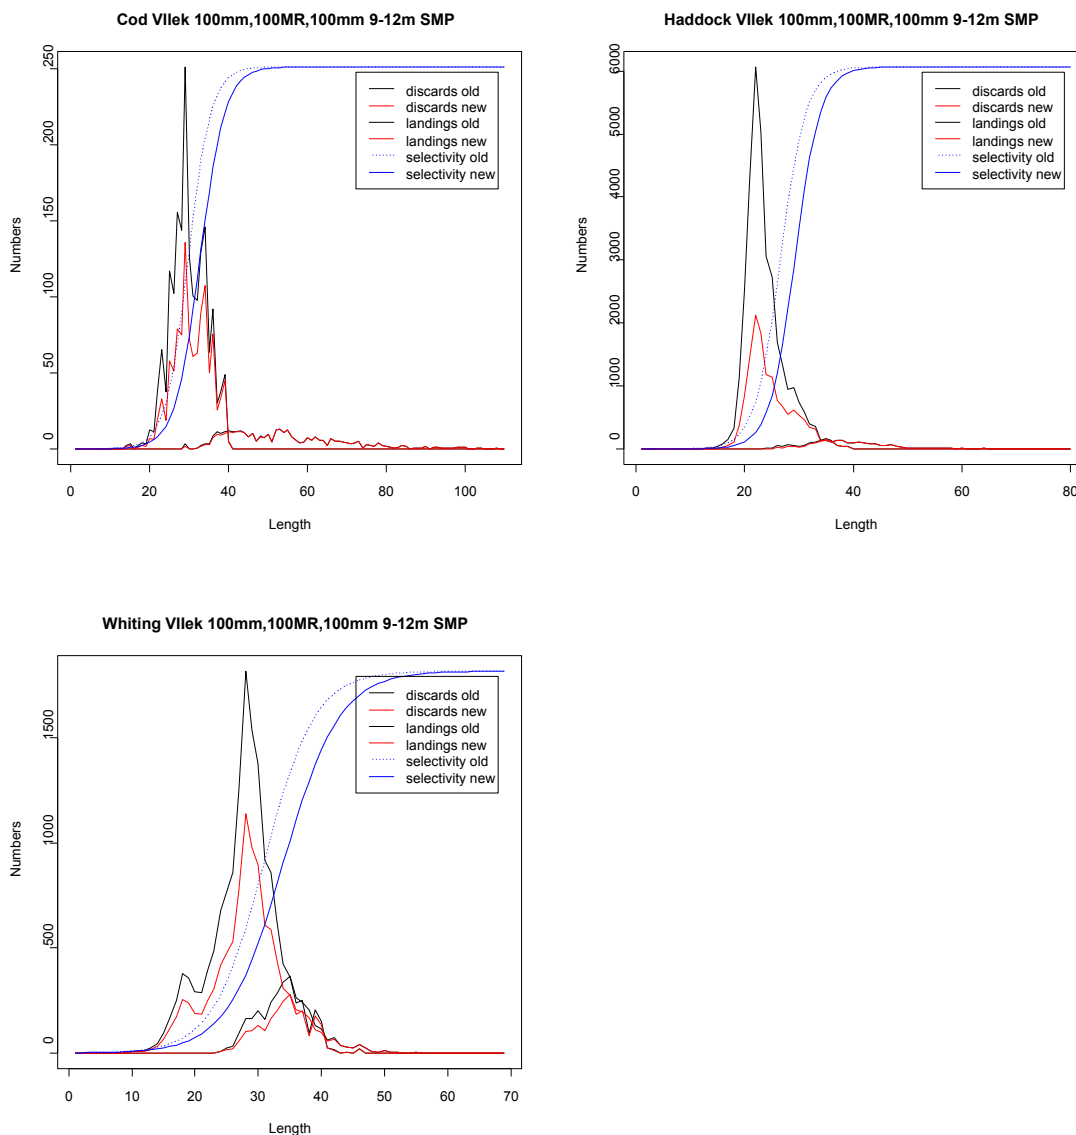 Cod VIIek 100mm,100MR,100mm 9-12m SMP
Numbers
0
50
100
150
200
250
discards old
discards new
landings old
landings new
selectivity old
selectivity new
0
20
40
60
80
100
Length
Haddock VIIek 100mm,100MR,100mm 9-12m SMP
Numbers
0
1000
2000
3000
4000
5000
6000
discards old
discards new
landings old
landings new
selectivity old
selectivity new
0
20
40
60
80
Length
Whiting VIIek 100mm,100MR,100mm 9-12m SMP
Numbers
0
500
1000
1500
discards old
discards new
landings old
landings new
selectivity old
selectivity new
0
10
20
30
40
50
60
70
Length